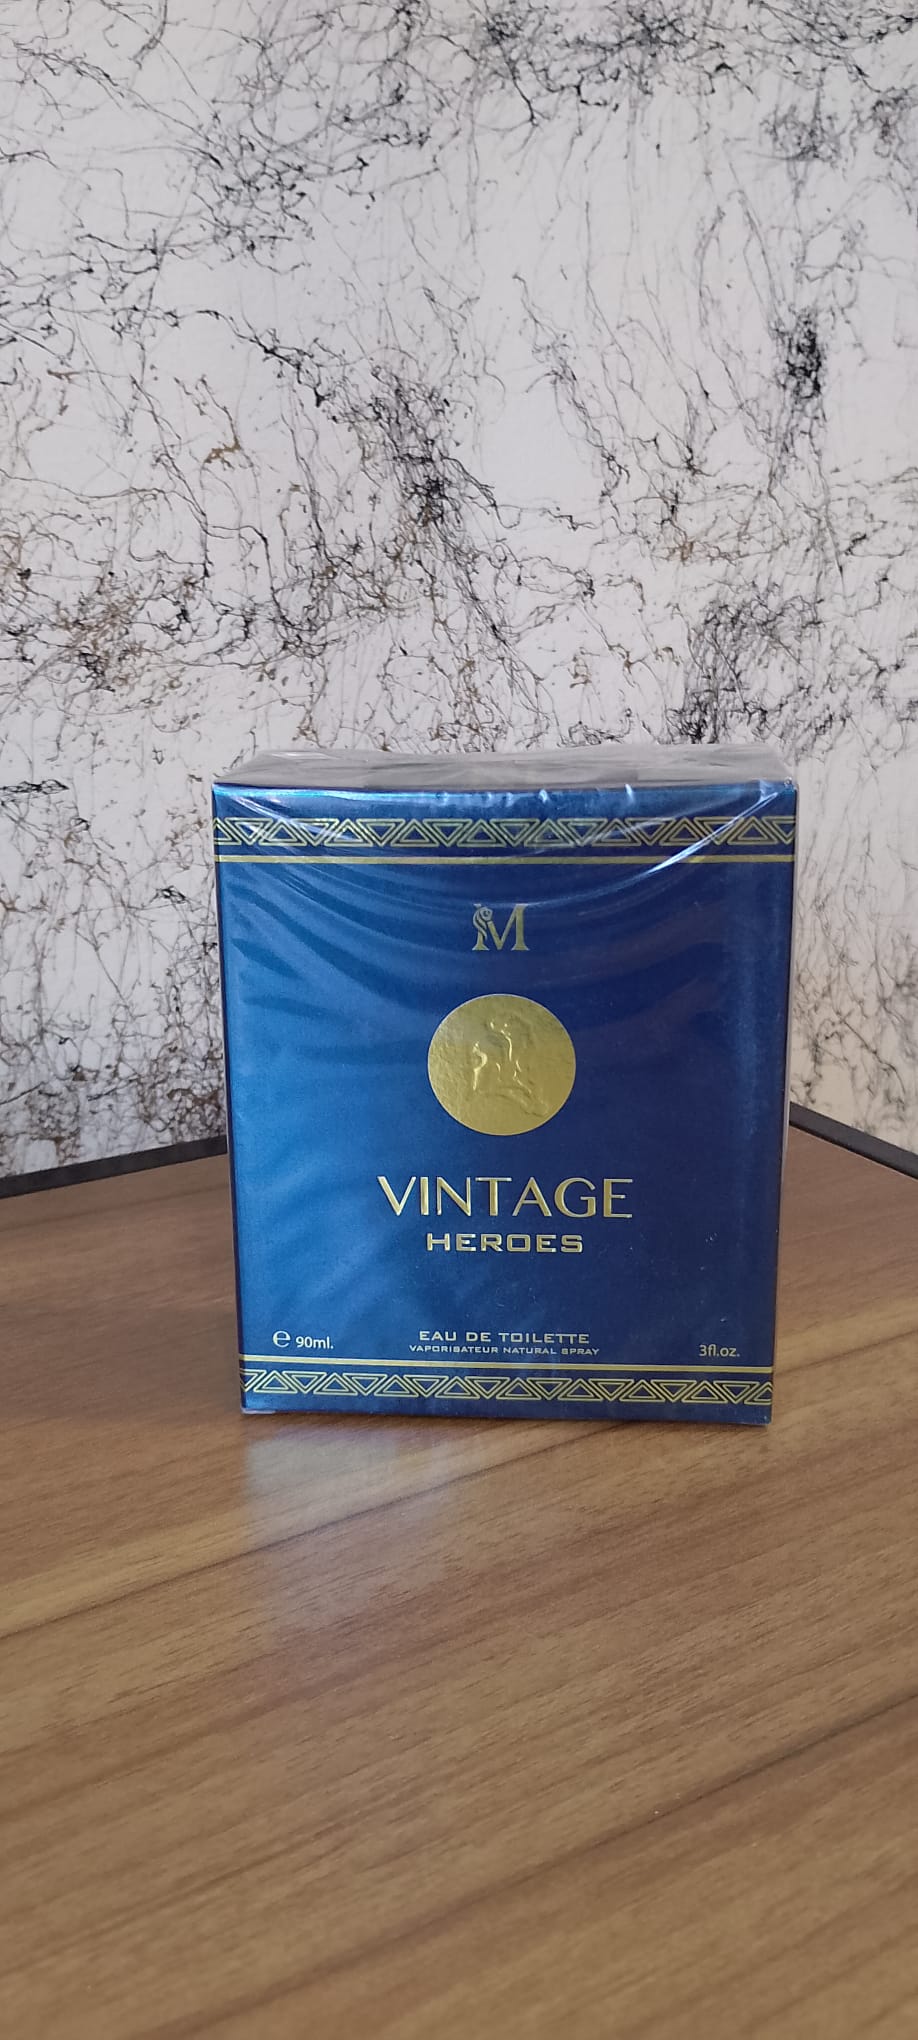 M
VINTAGE
HEROES
℮ 90ml.
EAU DE TOILETTE
VAPORISATEUR NATURAL SPRAY
3fl.oz.